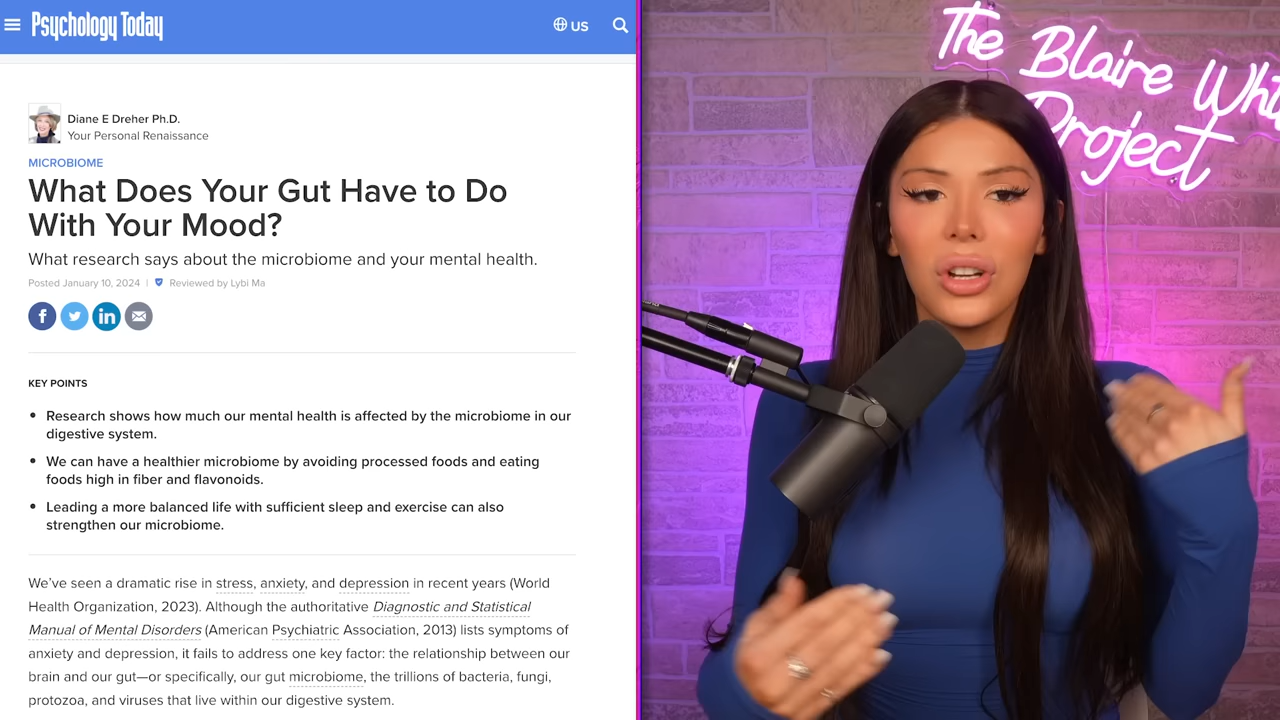 Psychology Today
US
Diane E Dreher Ph.D.
Your Personal Renaissance
MICROBIOME
What Does Your Gut Have to Do
With Your Mood?
What research says about the microbiome and your mental health.
Posted January 10, 2024 | Reviewed by Lybi Ma
KEY POINTS
• Research shows how much our mental health is affected by the microbiome in our
digestive system.
• We can have a healthier microbiome by avoiding processed foods and eating
foods high in fiber and flavonoids.
• Leading a more balanced life with sufficient sleep and exercise can also
strengthen our microbiome.
We've seen a dramatic rise in stress, anxiety, and depression in recent years (World
Health Organization, 2023). Although the authoritative Diagnostic and Statistical
Manual of Mental Disorders (American Psychiatric Association, 2013) lists symptoms of
anxiety and depression, it fails to address one key factor: the relationship between our
brain and our gut—or specifically, our gut microbiome, the trillions of bacteria, fungi,
protozoa, and viruses that live within our digestive system.
The Blaire Whi
Project